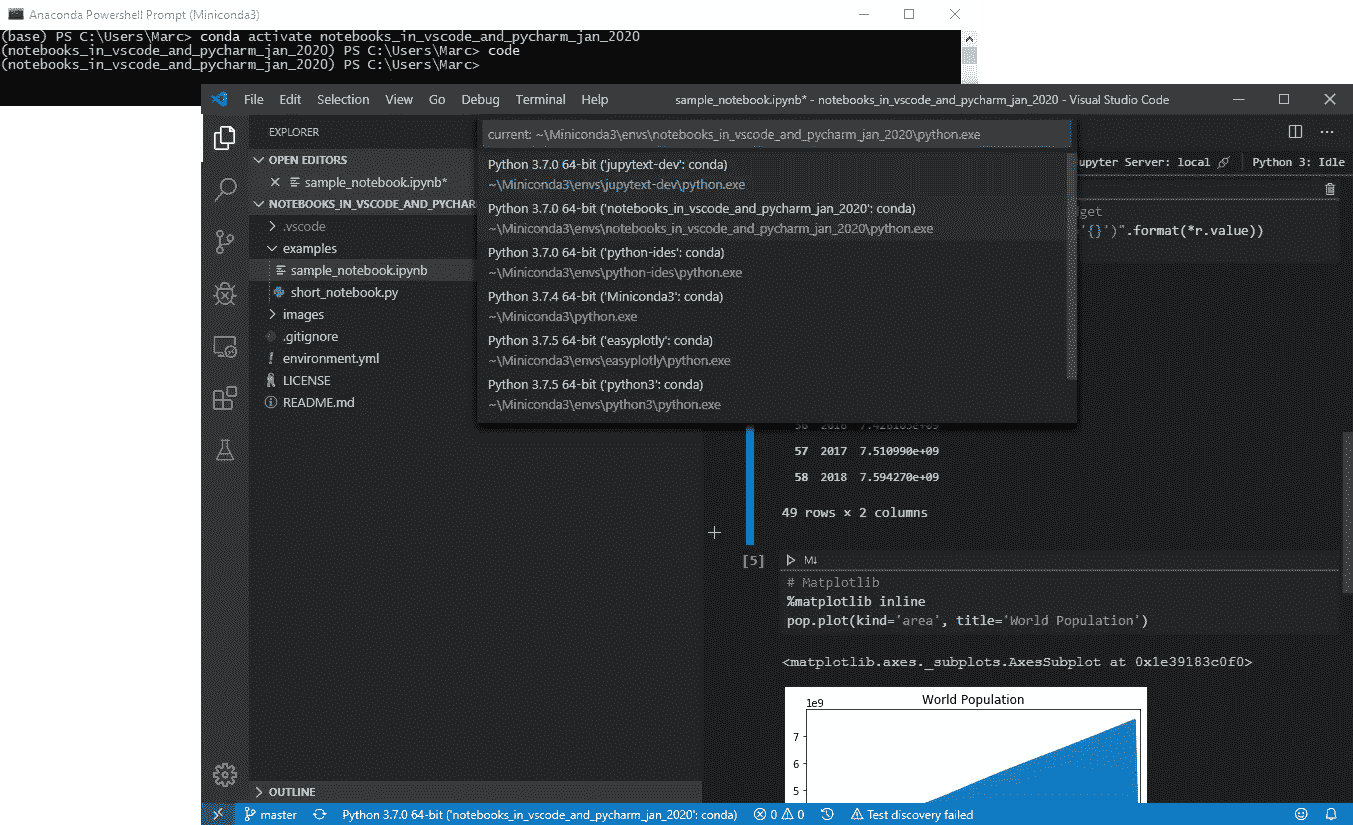 Anaconda Powershell Prompt (Miniconda3)
(base) PS C:\Users\Marc> conda activate notebooks_in_vscode_and_pycharm_jan_2020
(notebooks_in_vscode_and_pycharm_jan_2020) PS C:\Users\Marc> code
(notebooks_in_vscode_and_pycharm_jan_2020) PS C:\Users\Marc>
File Edit Selection View Go Debug Terminal Help sample_notebook.ipynb* - notebooks_in_vscode_and_pycharm_jan_2020 - Visual Studio Code
EXPLORER
OPEN EDITORS
sample_notebook.ipynb*
NOTEBOOKS_IN_VSCODE_AND_PYCHAR
.vscode
examples
sample_notebook.ipynb
short_notebook.py
images
.gitignore
environment.yml
LICENSE
README.md
OUTLINE
current: ~\Miniconda3\envs\notebooks_in_vscode_and_pycharm_jan_2020\python.exe
Python 3.7.0 64-bit ('jupytext-dev': conda)
~\Miniconda3\envs\jupytext-dev\python.exe
Python 3.7.0 64-bit ('notebooks_in_vscode_and_pycharm_jan_2020': conda)
~\Miniconda3\envs\notebooks_in_vscode_and_pycharm_jan_2020\python.exe
Python 3.7.0 64-bit ('python-ides': conda)
~\Miniconda3\envs\python-ides\python.exe
Python 3.7.4 64-bit ('Miniconda3': conda)
~\Miniconda3\python.exe
Python 3.7.5 64-bit ('easyplotly': conda)
~\Miniconda3\envs\easyplotly\python.exe
Python 3.7.5 64-bit ('python3': conda)
~\Miniconda3\envs\python3\python.exe
upyter Server: local Python 3: Idle
get
'{}')".format(*r.value))
57 2017 7.510990e+09
58 2018 7.594270e+09
49 rows × 2 columns
[5] M↓
# Matplotlib
%matplotlib inline
pop.plot(kind='area', title='World Population')
<matplotlib.axes._subplots.AxesSubplot at 0x1e39183c0f0>
World Population
1e9
7
6
5
master Python 3.7.0 64-bit ('notebooks_in_vscode_and_pycharm_jan_2020': conda) 0 0 Test discovery failed